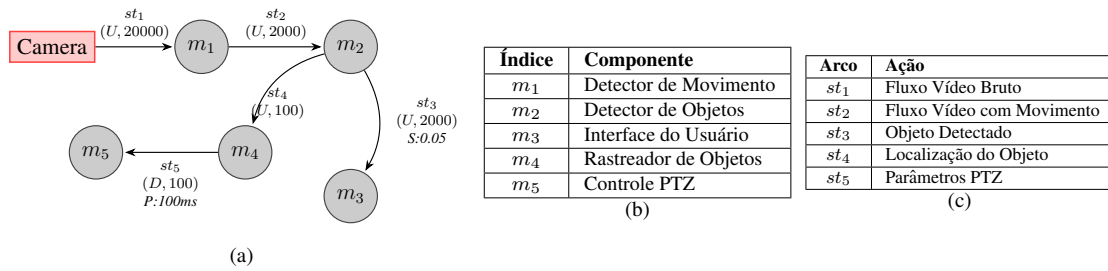 st₁
(U, 20000)
st₂
(U, 2000)
Camera
m₁
m₂
st₄
(U, 100)
st₃
(U, 2000)
S:0.05
m₅
m₄
st₅
(D, 100)
P:100ms
m₃
(a)
Índice Componente
m₁ Detector de Movimento
m₂ Detector de Objetos
m₃ Interface do Usuário
m₄ Rastreador de Objetos
m₅ Controle PTZ
(b)
Arco Ação
st₁ Fluxo Vídeo Bruto
st₂ Fluxo Vídeo com Movimento
st₃ Objeto Detectado
st₄ Localização do Objeto
st₅ Parâmetros PTZ
(c)